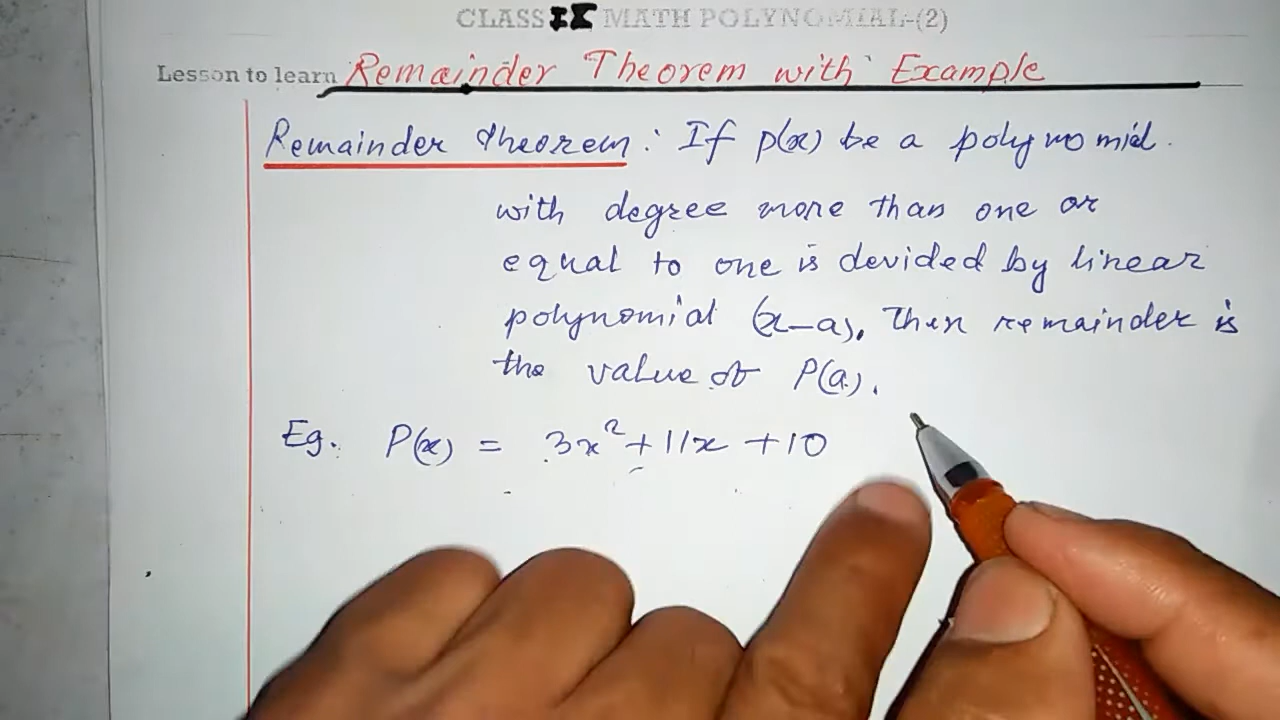 CLASS IX MATH POLYNOMIAL-(2)
Lesson to learn Remainder Theorem with Example
Remainder theorem: If p(x) be a polynomial.
with degree more than one or
equal to one is devided by linear
polynomial (x-a), Then remainder is
the value of P(a).
Eg. P(x) = 3x²+11x+10